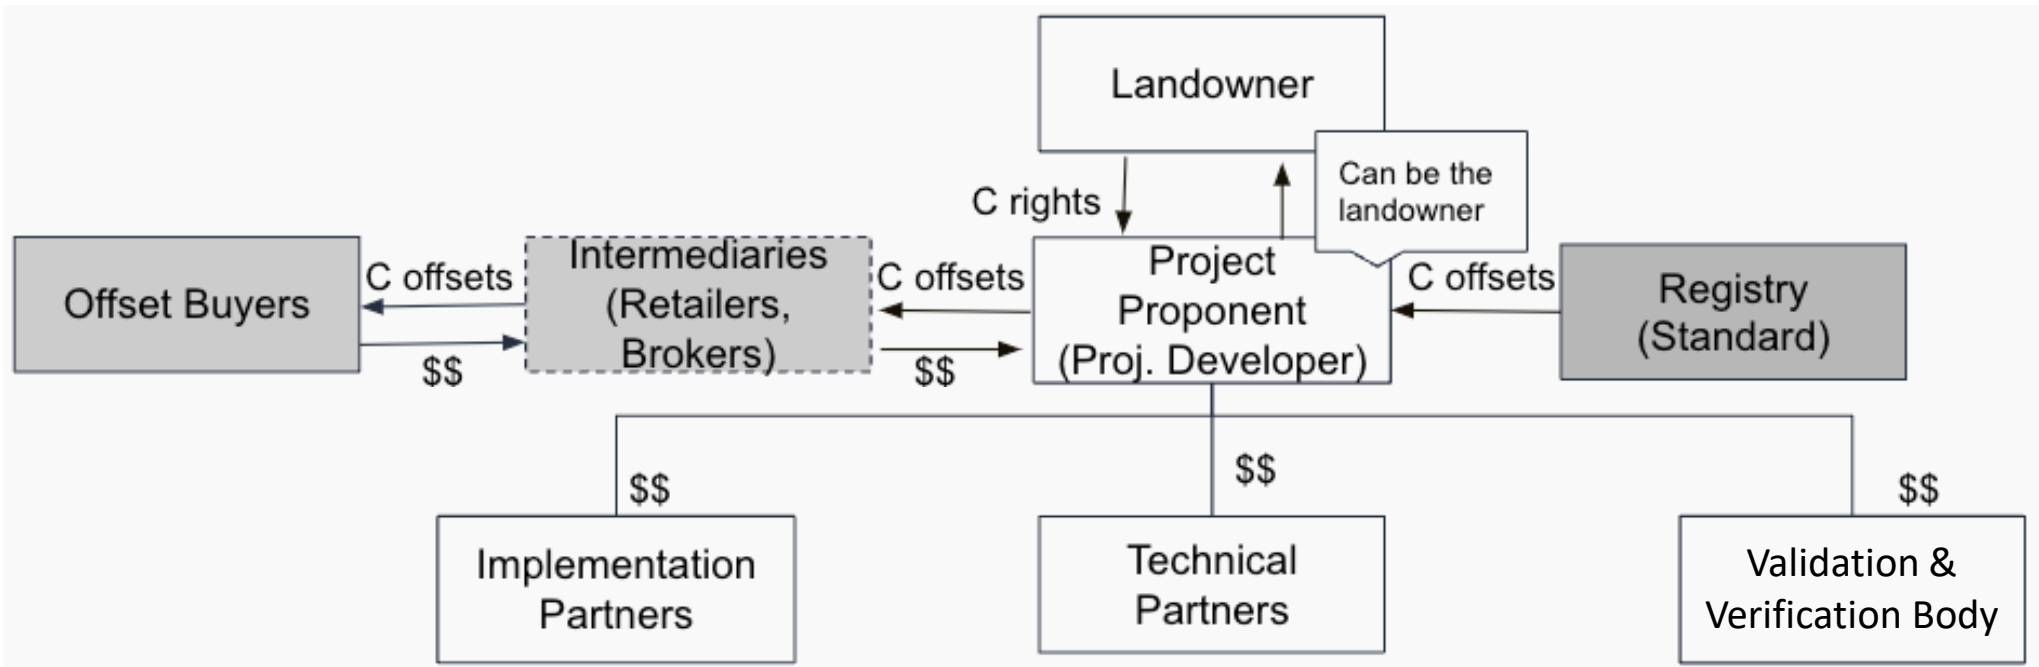 Landowner
Can be the
landowner
C rights
Offset Buyers
C offsets
$$
Intermediaries
(Retailers,
Brokers)
C offsets
$$
Project
Proponent
(Proj. Developer)
C offsets
Registry
(Standard)
$$
$$
$$
Implementation
Partners
Technical
Partners
Validation &
Verification Body